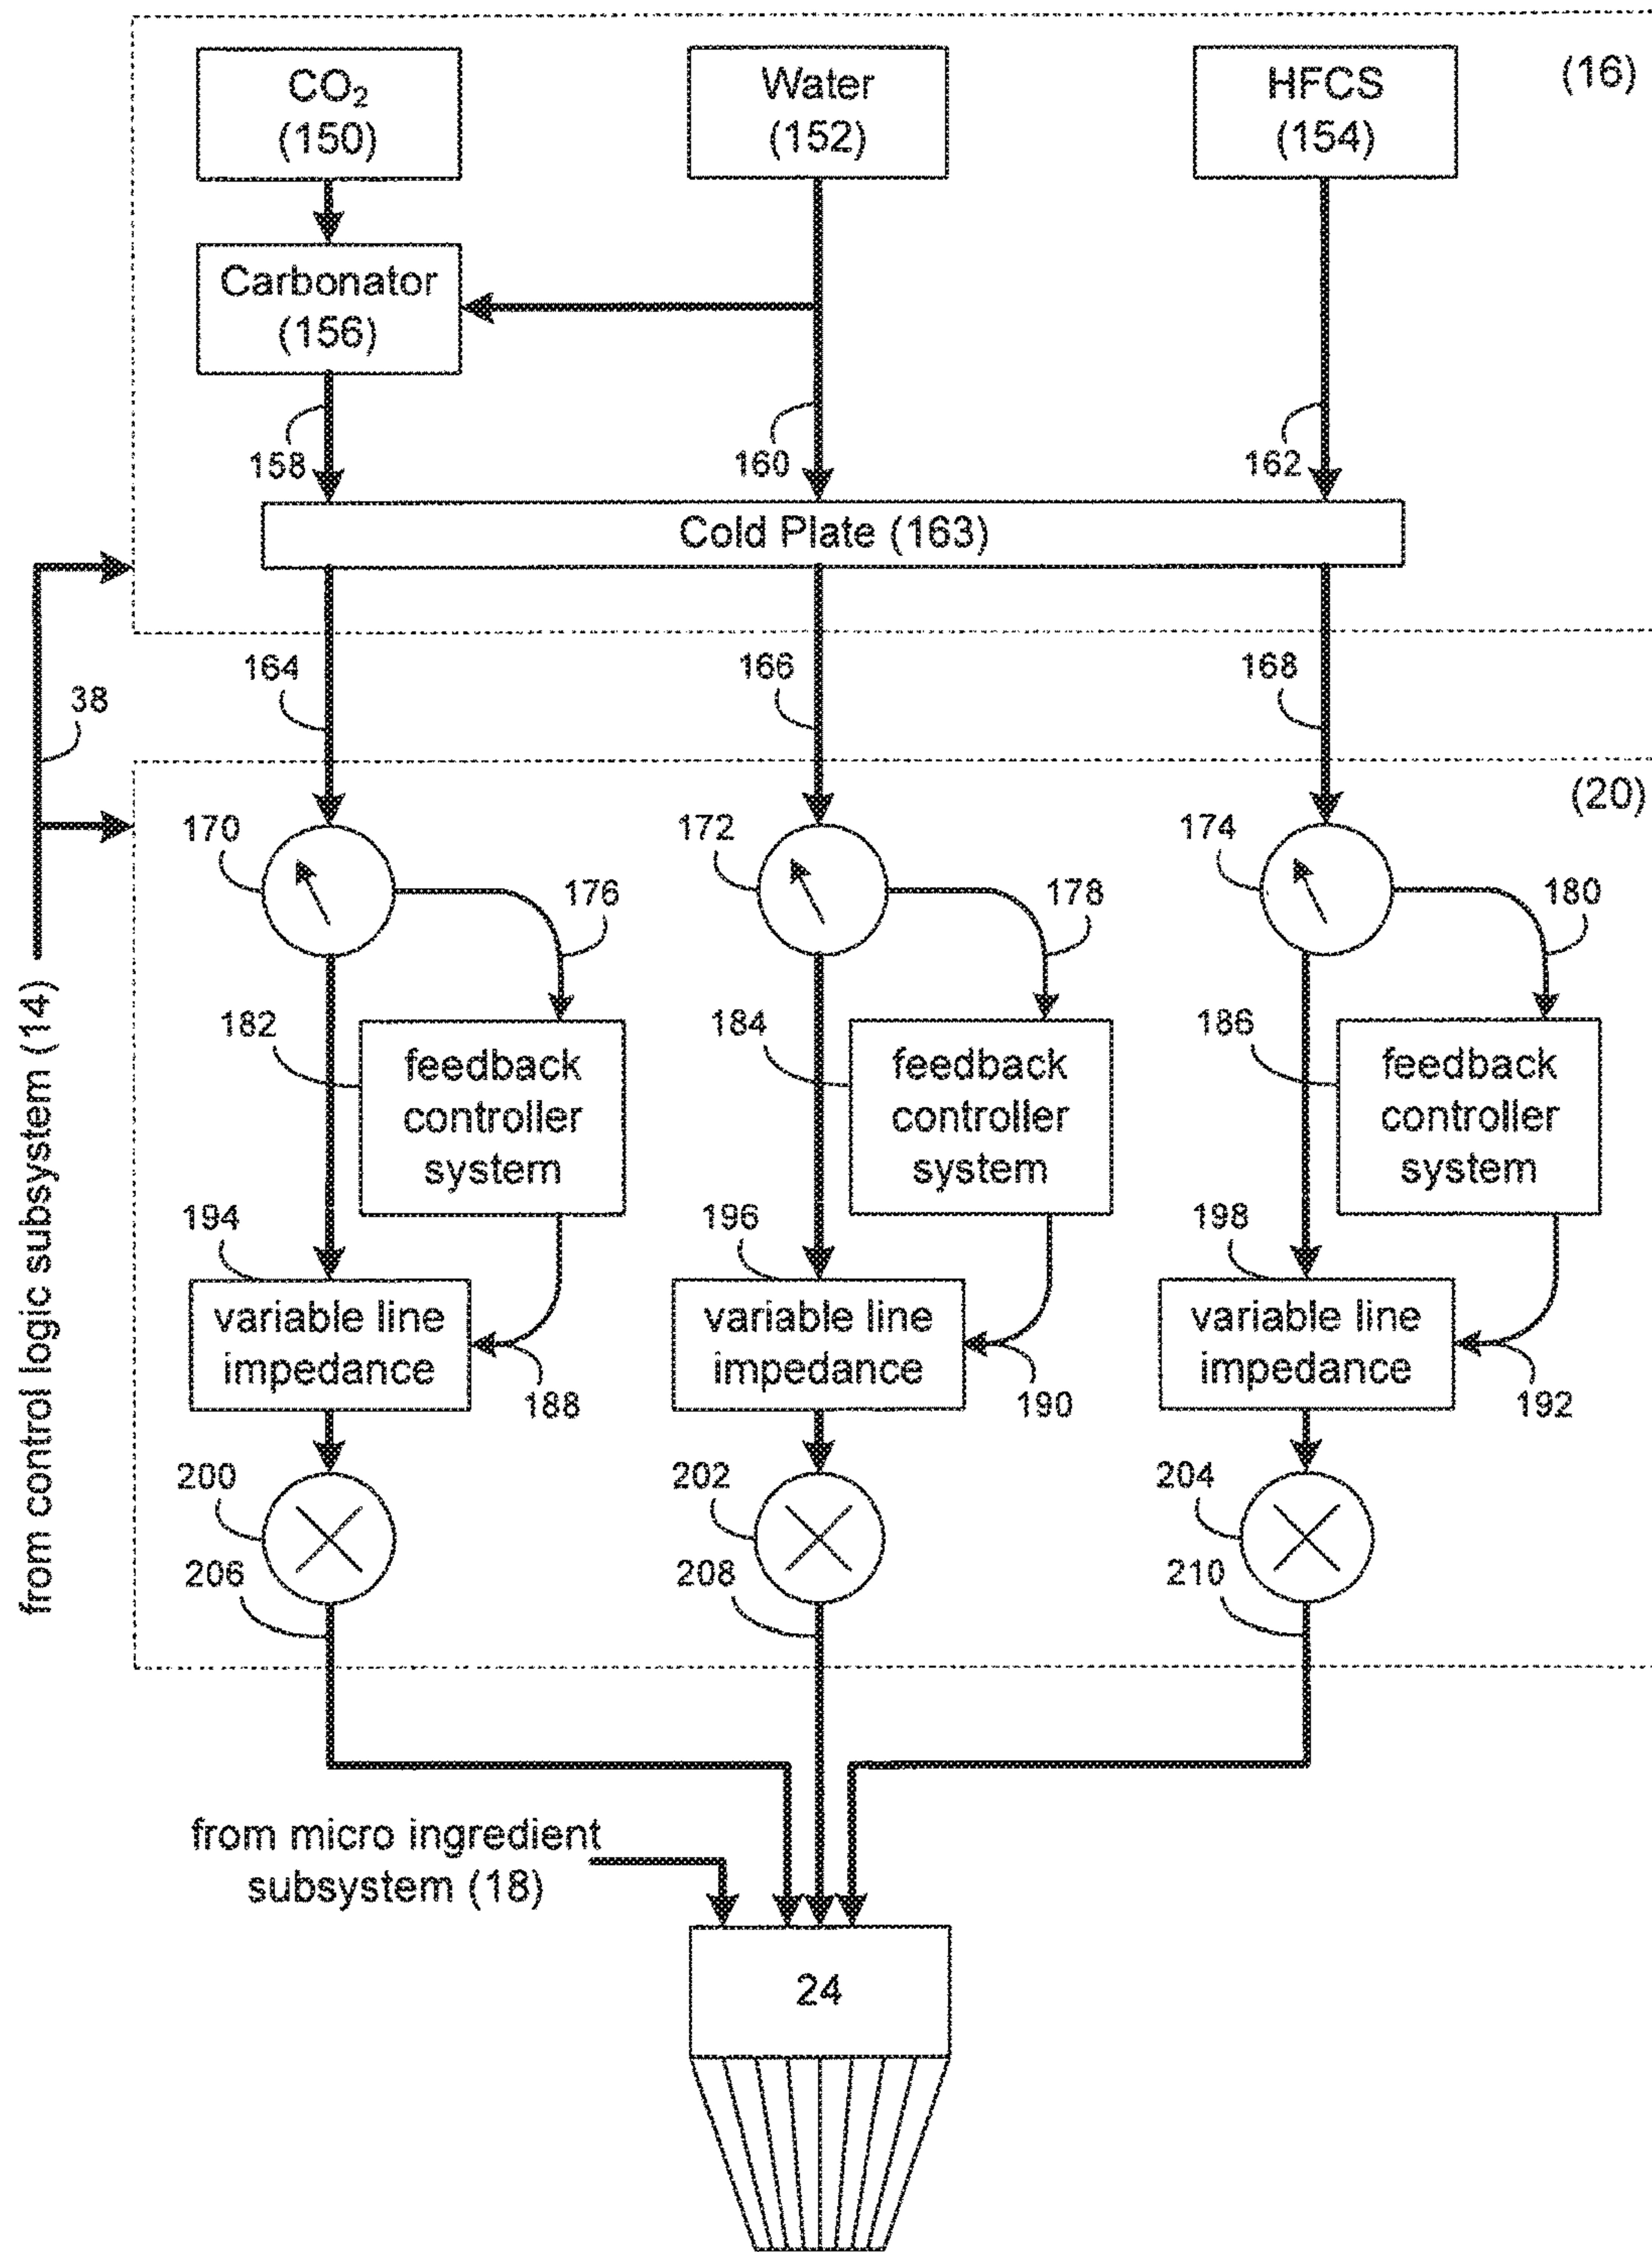 CO₂
(150)
Water
(152)
HFCS
(154)
(16)
Carbonator
(156)
158
160
162
Cold Plate (163)
164
166
168
38
(20)
170
172
174
176
178
180
182
184
186
feedback
controller
system
feedback
controller
system
feedback
controller
system
194
196
198
variable line
impedance
variable line
impedance
variable line
impedance
188
190
192
200
202
204
206
208
210
from control logic subsystem (14)
from micro ingredient
subsystem (18)
24